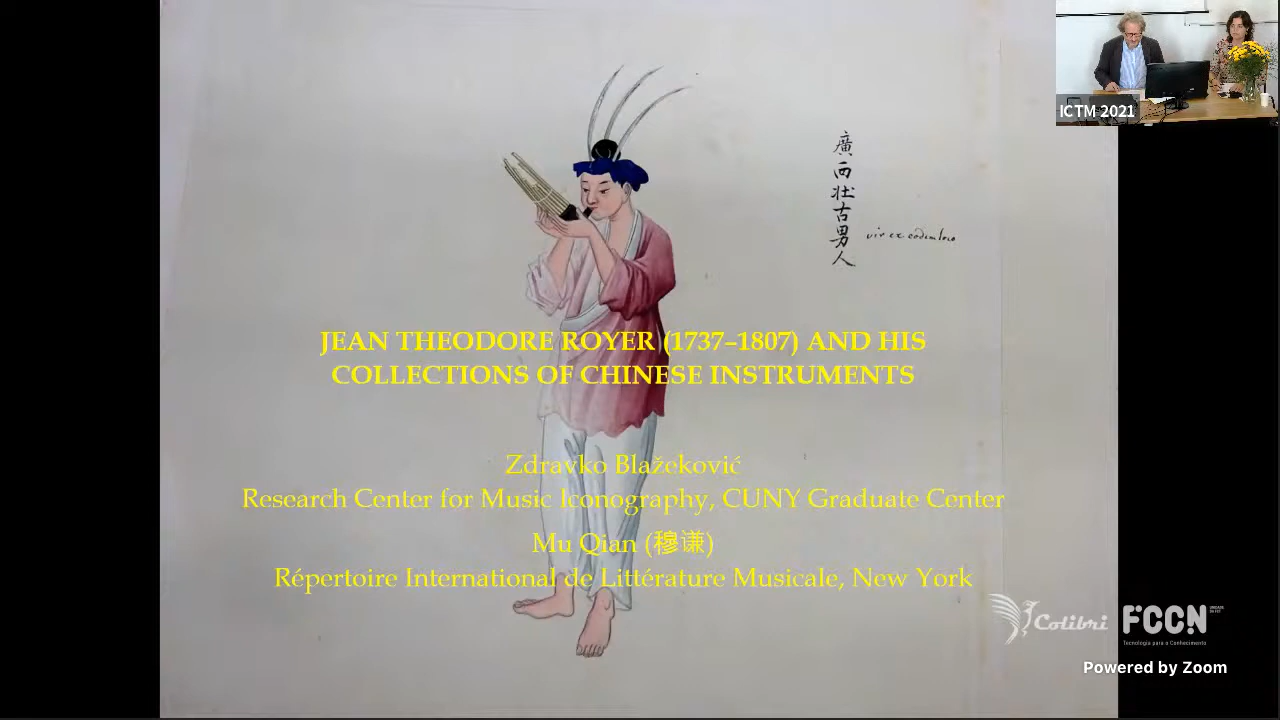 ICTM 2021
廣西壯古男人
vir ex eodem loco
JEAN THEODORE ROYER (1737–1807) AND HIS
COLLECTIONS OF CHINESE INSTRUMENTS
Zdravko Blažeković
Research Center for Music Iconography, CUNY Graduate Center
Mu Qian (穆谦)
Répertoire International de Littérature Musicale, New York
Colibri
FCCN
Tecnologia para o Conhecimento
Powered by Zoom